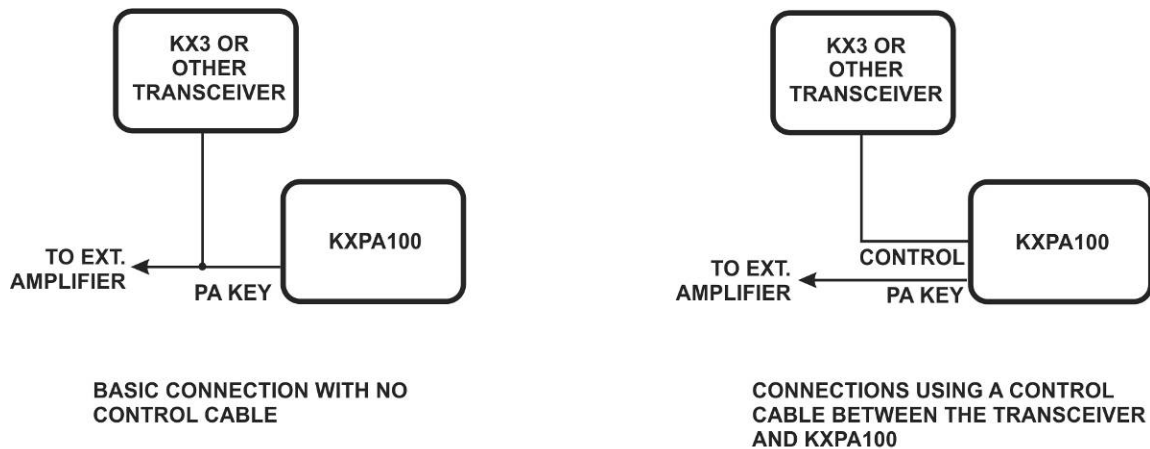 KX3 OR
OTHER
TRANSCEIVER
KXPA100
TO EXT.
AMPLIFIER
PA KEY
BASIC CONNECTION WITH NO
CONTROL CABLE
KX3 OR
OTHER
TRANSCEIVER
KXPA100
CONTROL
TO EXT.
AMPLIFIER
PA KEY
CONNECTIONS USING A CONTROL
CABLE BETWEEN THE TRANSCEIVER
AND KXPA100